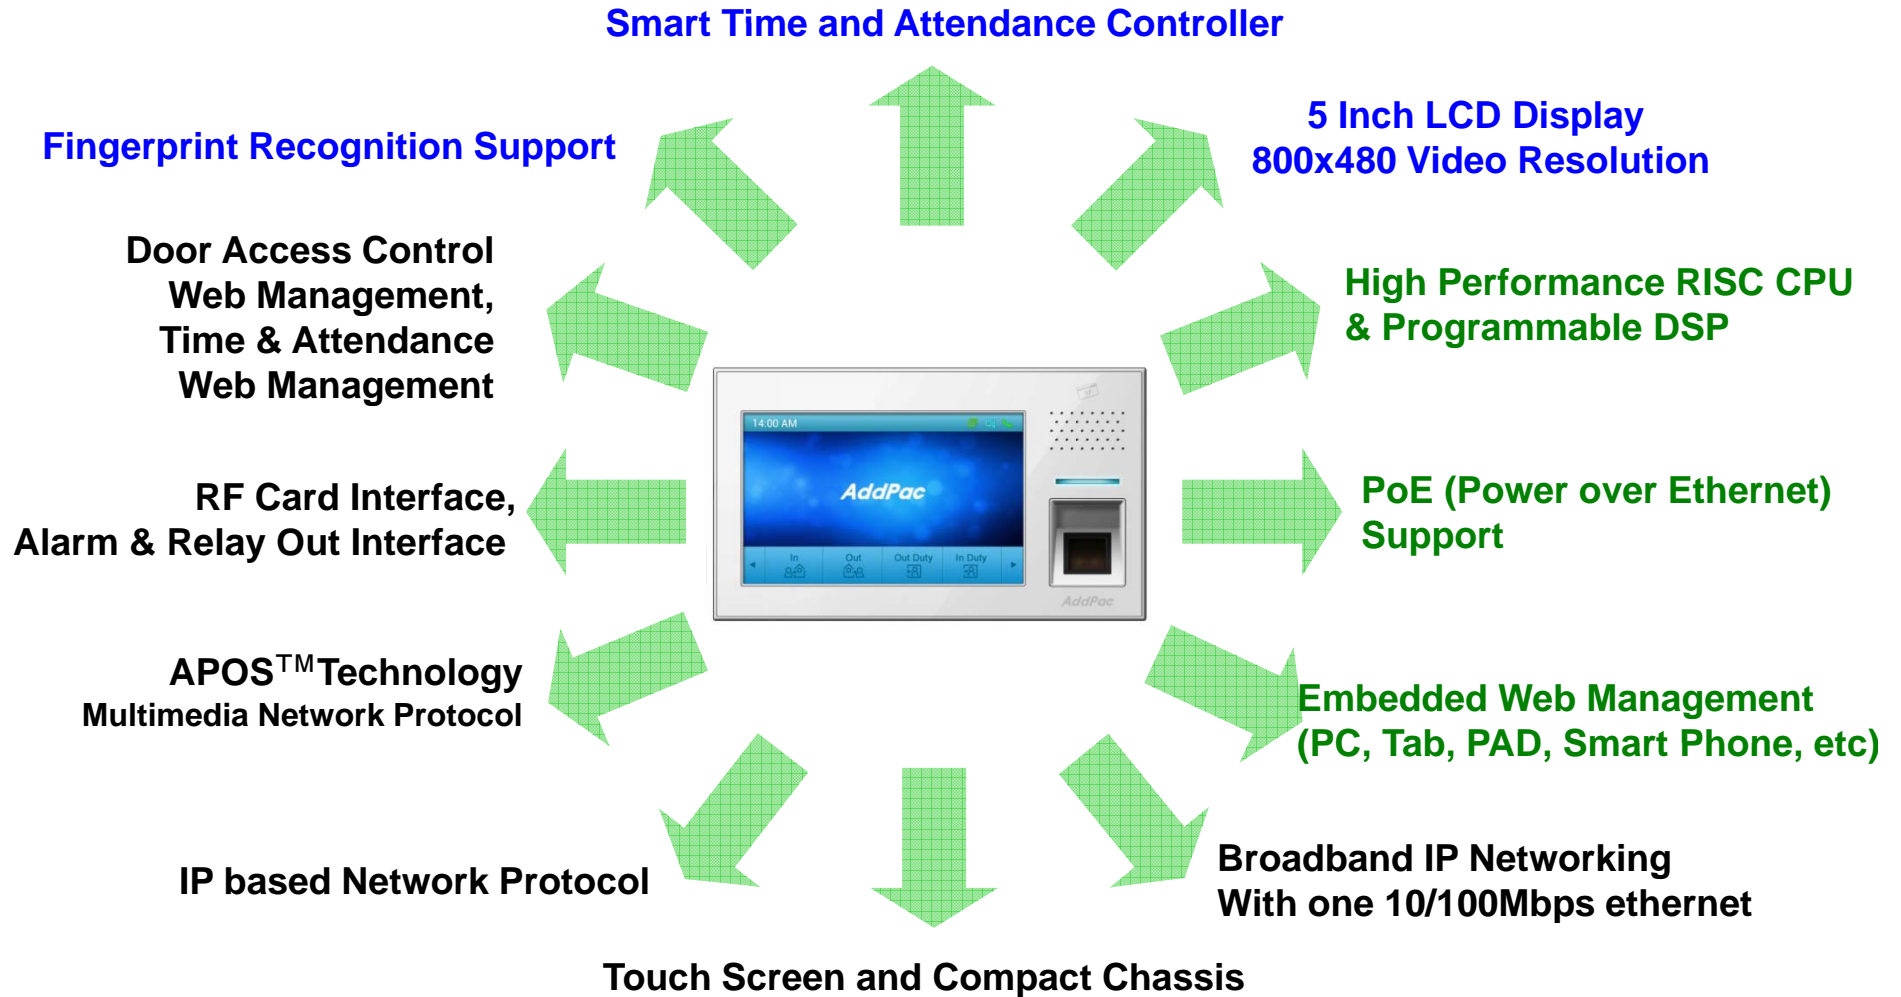 Smart Time and Attendance Controller
Fingerprint Recognition Support
5 Inch LCD Display
800x480 Video Resolution
Door Access Control
Web Management,
Time & Attendance
Web Management
High Performance RISC CPU
& Programmable DSP
14:00 AM
AddPac
In
Out
Out Duty
In Duty
AddPac
RF Card Interface,
Alarm & Relay Out Interface
PoE (Power over Ethernet)
Support
APOS™Technology
Multimedia Network Protocol
Embedded Web Management
(PC, Tab, PAD, Smart Phone, etc)
IP based Network Protocol
Broadband IP Networking
With one 10/100Mbps ethernet
Touch Screen and Compact Chassis